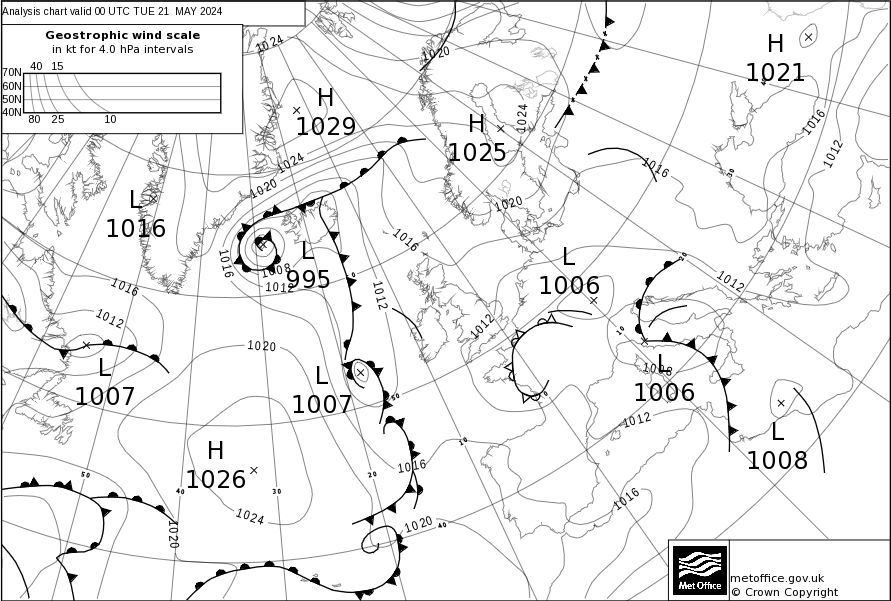 Analysis chart valid 00 UTC TUE 21 MAY 2024
Geostrophic wind scale
in kt for 4.0 hPa intervals
40 15
70N
60N
50N
40N
80 25 10
1024
1020
H
1021
H
1029
1024
H
1025
1016
1012
1024
1020
1016
L
1016
1020
1016
L
995
1016
1008
1012
1012
L
1006
1012
1016
1012
L
1007
1020
L
1007
1012
1008
L
1006
1012
H
1026
1024
1016
1020
1020
1016
L
1008
50
40
30
20
10
40
50
0
10
20
30
Met Office
metoffice.gov.uk
© Crown Copyright